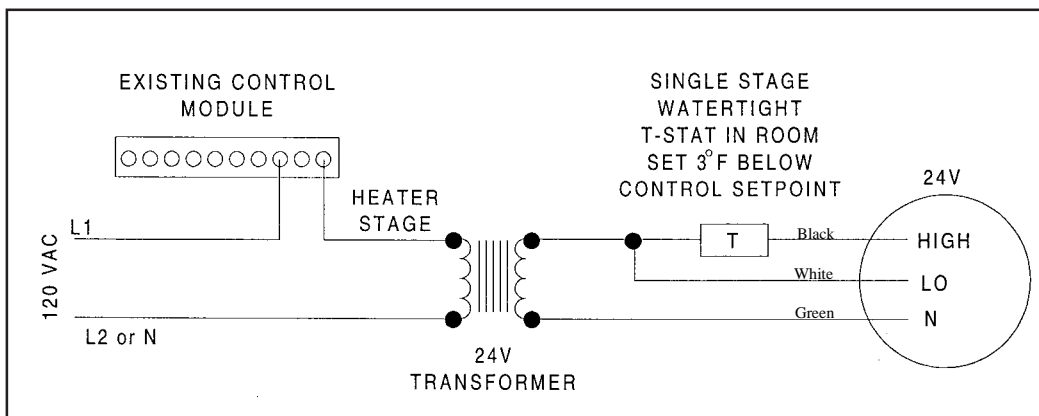 EXISTING CONTROL
MODULE
SINGLE STAGE
WATERTIGHT
T-STAT IN ROOM
SET 3°F BELOW
CONTROL SETPOINT
24V
HEATER
STAGE
L1
120 VAC
T
Black
HIGH
White
LO
Green
N
L2 or N
24V
TRANSFORMER